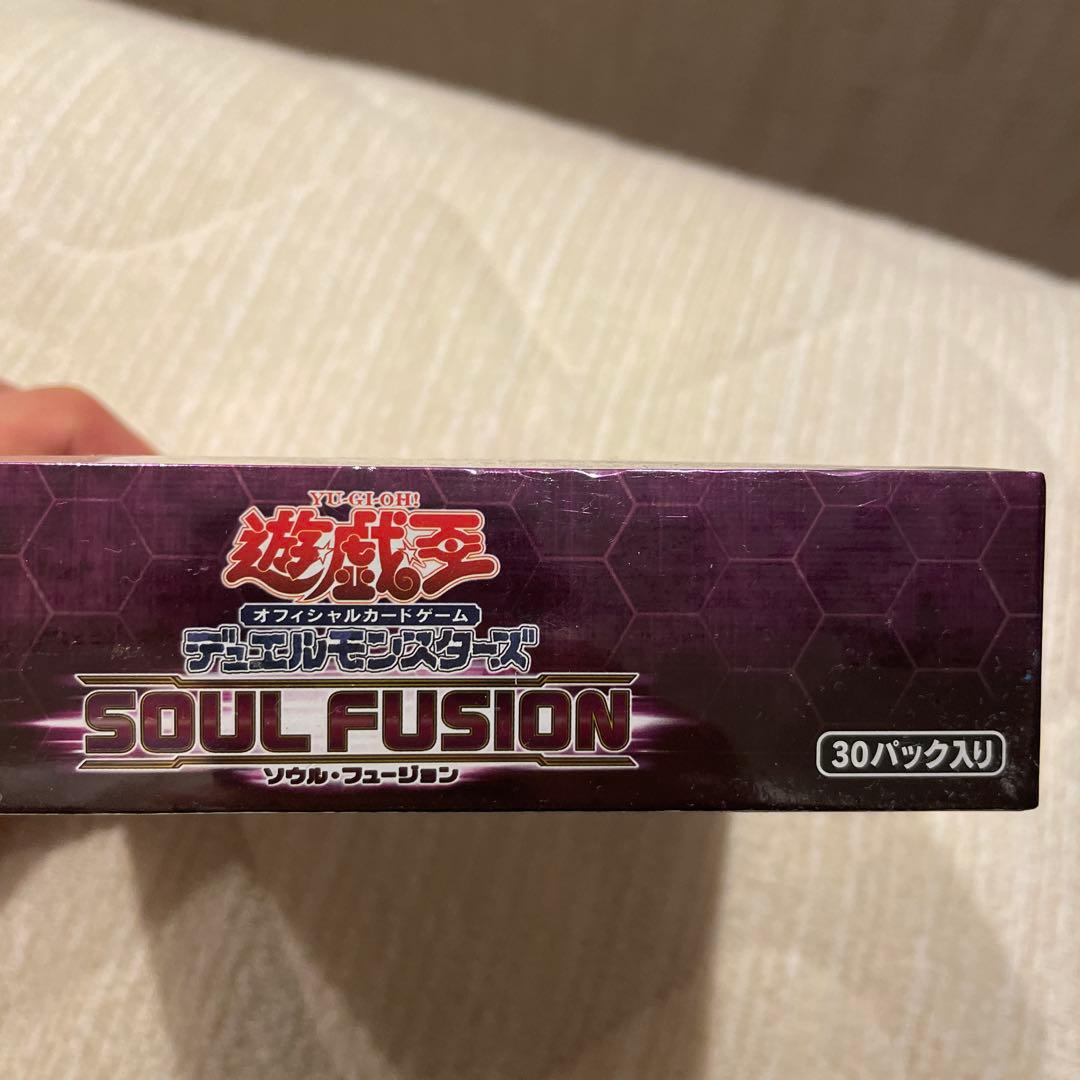 YU-GI-OH!
遊戯王
オフィシャルカードゲーム
デュエルモンスターズ
SOUL FUSION
ソウル・フュージョン
30パック入り